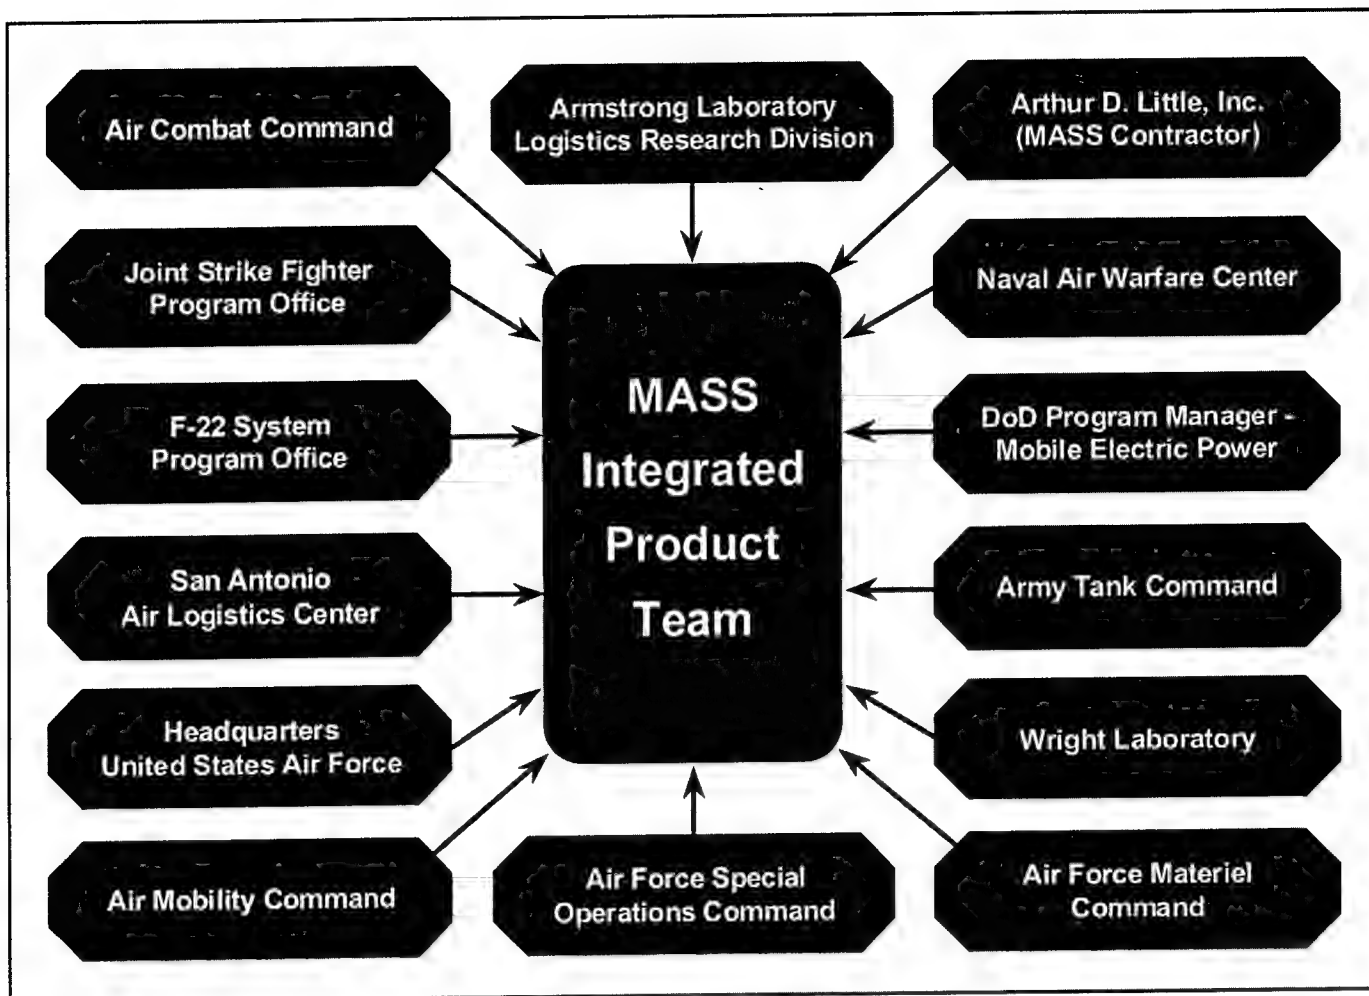 Air Combat Command
Armstrong Laboratory
Logistics Research Division
Arthur D. Little, Inc.
(MASS Contractor)
Joint Strike Fighter
Program Office
Naval Air Warfare Center
F-22 System
Program Office
MASS
Integrated
Product
Team
DoD Program Manager -
Mobile Electric Power
San Antonio
Air Logistics Center
Army Tank Command
Headquarters
United States Air Force
Wright Laboratory
Air Mobility Command
Air Force Special
Operations Command
Air Force Materiel
Command